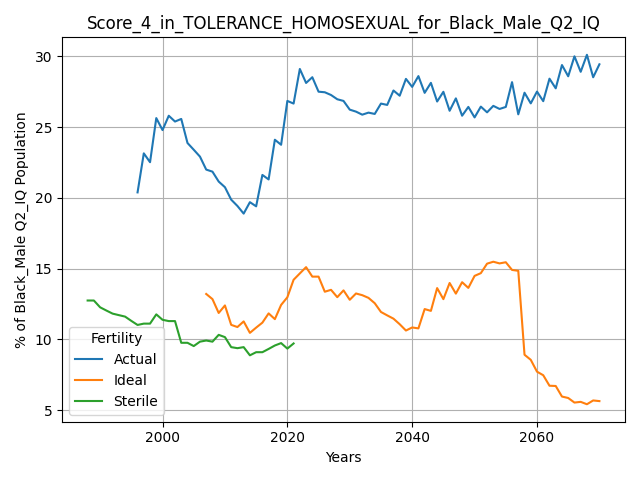 Score_4_in_TOLERANCE_HOMOSEXUAL_for_Black_Male_Q2_IQ
% of Black_Male Q2_IQ Population
30
25
20
15
10
5
Fertility
Actual
Ideal
Sterile
2000 2020 2040 2060
Years